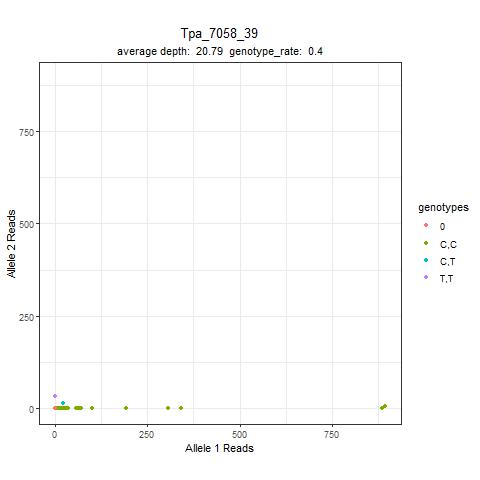 Tpa_7058_39
average depth: 20.79 genotype_rate: 0.4
750
500
250
0
0 250 500 750
Allele 2 Reads
Allele 1 Reads
genotypes
0
C,C
C,T
T,T